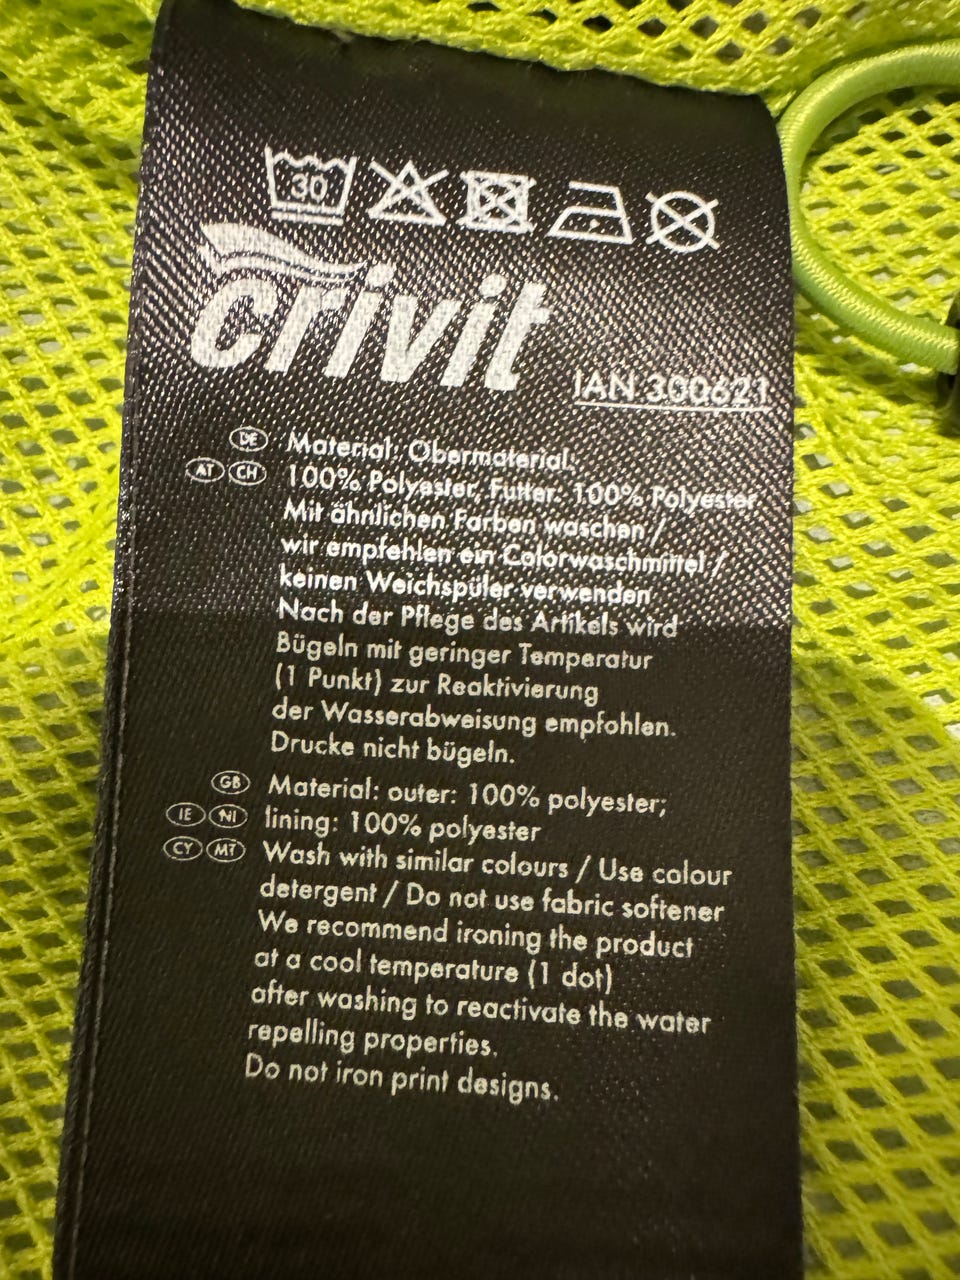 30
crivit
IAN 300621
DE Material: Obermaterial:
AT CH 100% Polyester, Futter: 100% Polyester
Mit ähnlichen Farben waschen /
wir empfehlen ein Colorwaschmittel /
keinen Weichspüler verwenden
Nach der Pflege des Artikels wird
Bügeln mit geringer Temperatur
(1 Punkt) zur Reaktivierung
der Wasserabweisung empfohlen.
Drucke nicht bügeln.
GB Material: outer: 100% polyester;
IE NI lining: 100% polyester
CY MT Wash with similar colours / Use colour
detergent / Do not use fabric softener
We recommend ironing the product
at a cool temperature (1 dot)
after washing to reactivate the water
repelling properties.
Do not iron print designs.